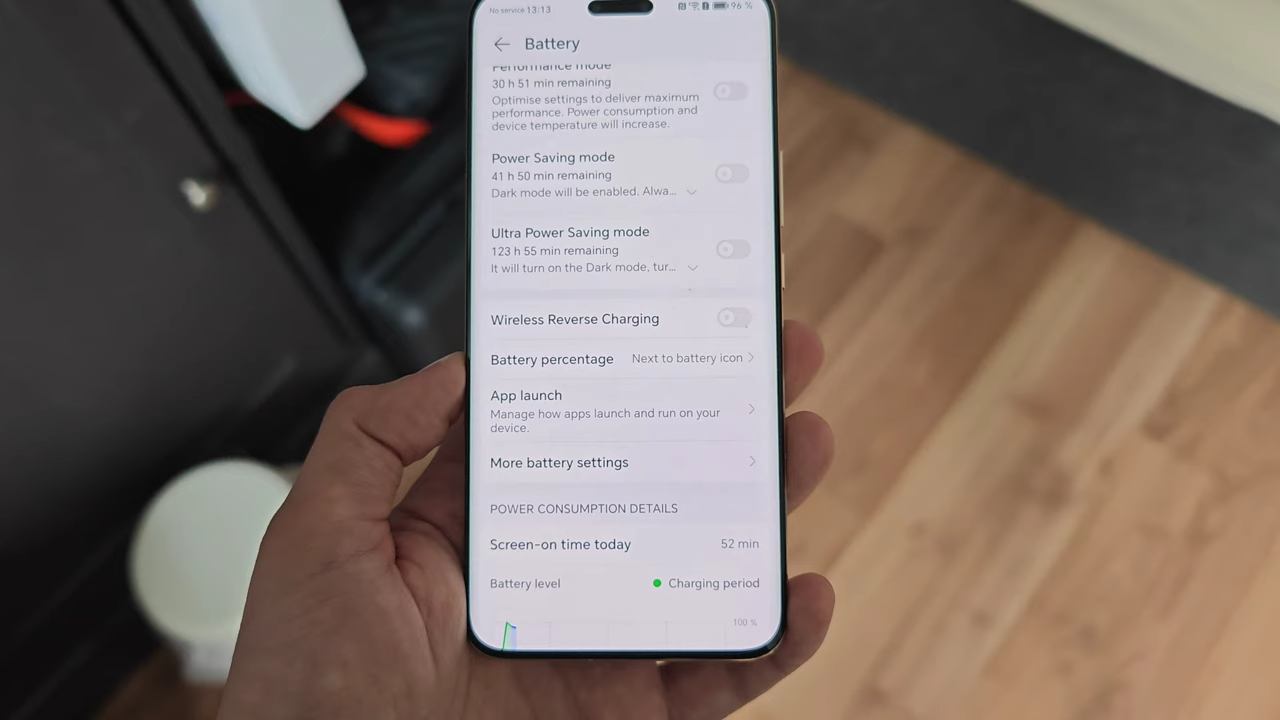 No service 13:13
96 %
Battery
Performance mode
30 h 51 min remaining
Optimise settings to deliver maximum
performance. Power consumption and
device temperature will increase.
Power Saving mode
41 h 50 min remaining
Dark mode will be enabled. Alwa...
Ultra Power Saving mode
123 h 55 min remaining
It will turn on the Dark mode, tur...
Wireless Reverse Charging
Battery percentage Next to battery icon
App launch
Manage how apps launch and run on your
device.
More battery settings
POWER CONSUMPTION DETAILS
Screen-on time today 52 min
Battery level Charging period
100 %